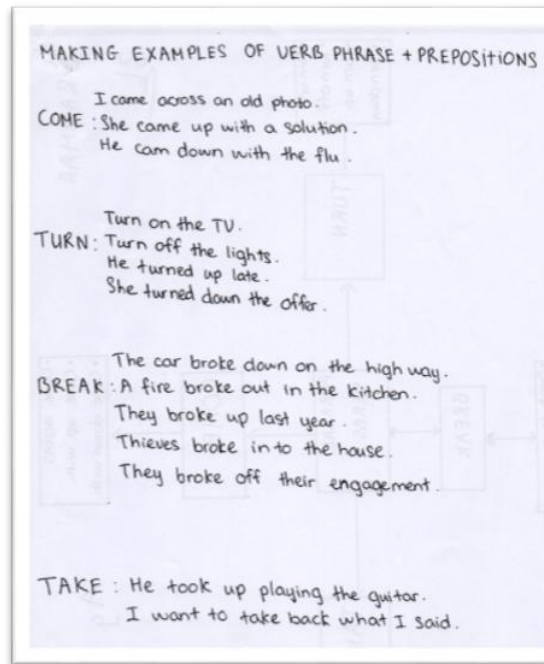 MAKING EXAMPLES OF VERB PHRASE + PREPOSITIONS
I came across an old photo.
COME : She came up with a solution.
He cam down with the flu.
Turn on the TV.
TURN : Turn off the lights.
He turned up late.
She turned down the offer.
The car broke down on the high way.
BREAK : A fire broke out in the kitchen.
They broke up last year.
Thieves broke in to the house.
They broke off their engagement.
TAKE : He took up playing the guitar.
I want to take back what I said.